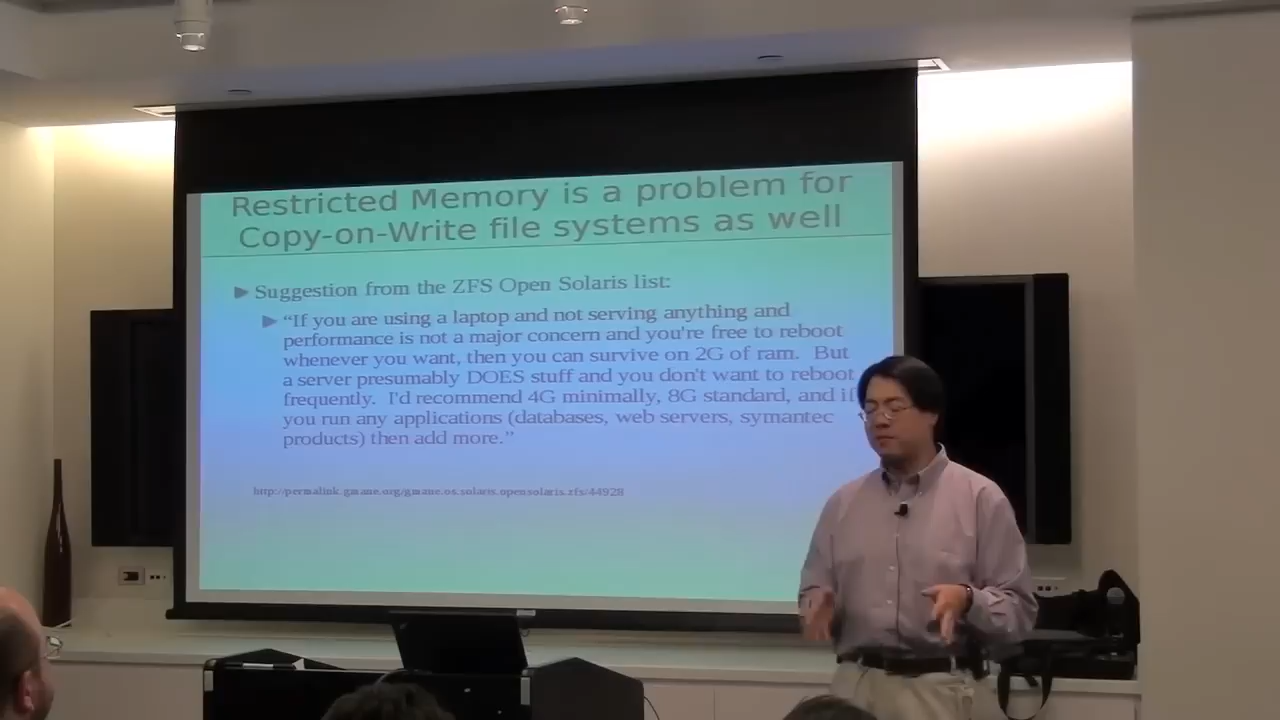 Restricted Memory is a problem for
Copy-on-Write file systems as well
Suggestion from the ZFS Open Solaris list:
“If you are using a laptop and not serving anything and
performance is not a major concern and you're free to reboot
whenever you want, then you can survive on 2G of ram. But
a server presumably DOES stuff and you don't want to reboot
frequently. I'd recommend 4G minimally, 8G standard, and if
you run any applications (databases, web servers, symantec
products) then add more.”
http://permalink.gmane.org/gmane.os.solaris.opensolaris.zfs/44928